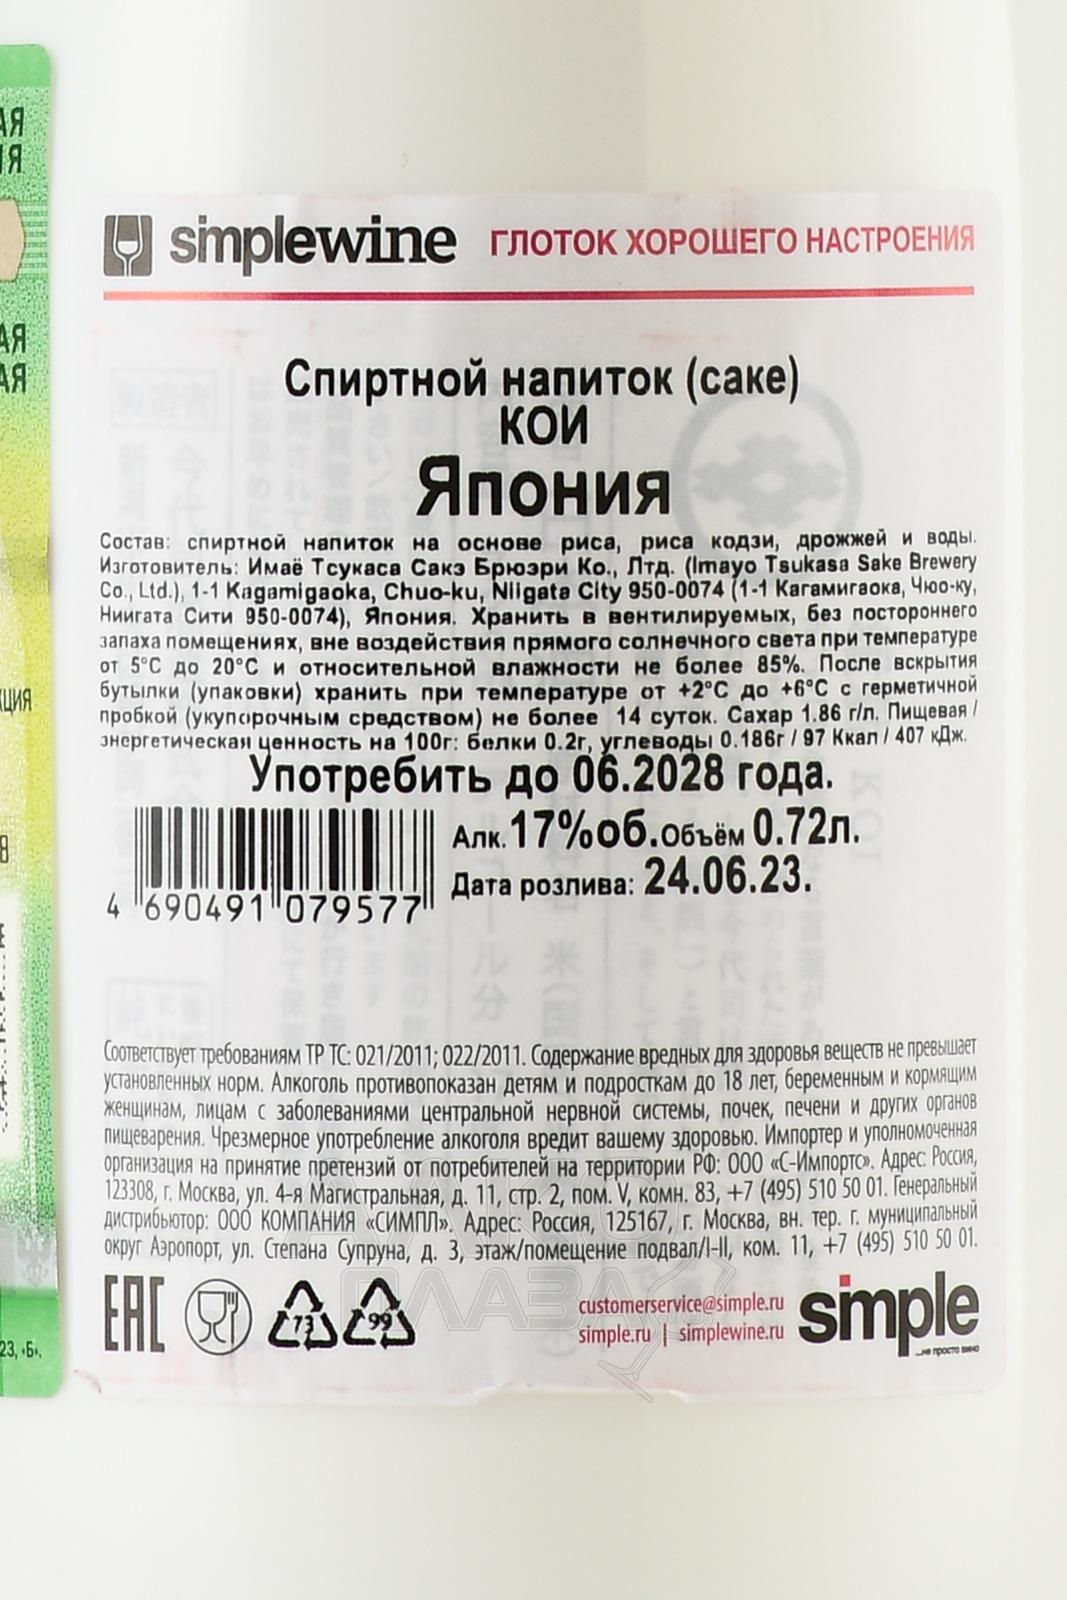 АЯ
ИЯ
АЯ
АЯ
КЦИЯ
В
23, «Б».
simplewine ГЛОТОК ХОРОШЕГО НАСТРОЕНИЯ
Спиртной напиток (саке)
КОИ
Япония
Состав: спиртной напиток на основе риса, риса кодзи, дрожжей и воды.
Изготовитель: Имаё Тсукаса Сакэ Брюэри Ко., Лтд. (Imayo Tsukasa Sake Brewery
Co., Ltd.), 1-1 Kagamigaoka, Chuo-ku, Niigata City 950-0074 (1-1 Кагамигаока, Чюо-ку,
Ниигата Сити 950-0074), Япония. Хранить в вентилируемых, без постороннего
запаха помещениях, вне воздействия прямого солнечного света при температуре
от 5°С до 20°С и относительной влажности не более 85%. После вскрытия
бутылки (упаковки) хранить при температуре от +2°С до +6°С с герметичной
пробкой (укупорочным средством) не более 14 суток. Сахар 1.86 г/л. Пищевая /
энергетическая ценность на 100г: белки 0.2г, углеводы 0.186г / 97 Ккал / 407 кДж.
Употребить до 06.2028 года.
Алк. 17%об. Объём 0.72л.
Дата розлива: 24.06.23.
4 690491 079577
Соответствует требованиям ТР ТС: 021/2011; 022/2011. Содержание вредных для здоровья веществ не превышает
установленных норм. Алкоголь противопоказан детям и подросткам до 18 лет, беременным и кормящим
женщинам, лицам с заболеваниями центральной нервной системы, почек, печени и других органов
пищеварения. Чрезмерное употребление алкоголя вредит вашему здоровью. Импортер и уполномоченная
организация на принятие претензий от потребителей на территории РФ: ООО «С-Импортс». Адрес: Россия,
123308, г. Москва, ул. 4-я Магистральная, д. 11, стр. 2, пом. V, комн. 83, +7 (495) 510 50 01. Генеральный
дистрибьютор: ООО КОМПАНИЯ «СИМПЛ». Адрес: Россия, 125167, г. Москва, вн. тер. г. муниципальный
округ Аэропорт, ул. Степана Супруна, д. 3, этаж/помещение подвал/I-II, ком. 11, +7 (495) 510 50 01.
АЛКО
ПЛАЗА
EAC 73 99
customerservice@simple.ru
simple.ru | simplewine.ru
simple
...не просто вино